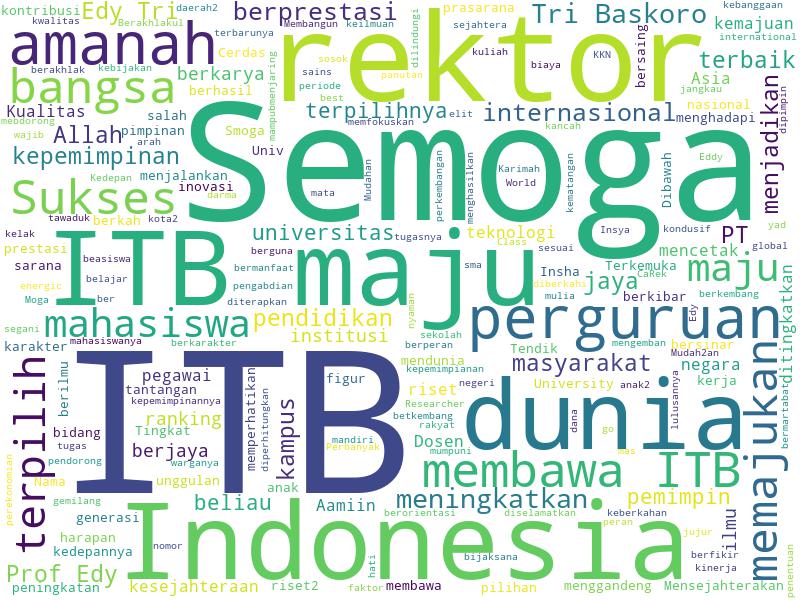 kontribusi
Edy Tri
daerah2
berprestasi
prasarana
Tri Baskoro
kebanggaan
kemajuan
international
kwalitas
Berakhlakul
Membangun
keilmuan
sejahtera
amanah
terbarunya
rektor
dilindungi
bersaing
terbaik
Cerdas
sosok
kuliah
KKN
berakhlak
kebijakan
berkarya
sains
panutan
biaya
Asia
bangsa
berhasil
periode
best
jangkau
nasional
menjadikan
dipimpin
Kualitas
salah
terpilihnya
elit
internasional
menghadapi
mebdorong
Allah
pimpinan
Smoga
memfokuskan
kancah
wajib
arah
mampubmenjaring
Semoga
kepemimpinan
Univ
Mudahan
perkembangan
menghasilkan
Karimah
World
kematangan
Dibawah
Eddy
Kedepan
menjalankan
inovasi
mata
Sukses
darma
yad
tawaduk
berkah
kota2
Insya
kondusif
PT
kelak
ITB
universitas
tugasnya
teknologi
Class
sesuai
mencetak
global
prestasi
berguna
maju
sarana
beasiswa
bermanfaat
sma
Insha
Terkemuka
CaRek
maju
energic
belajar
pengabdian
diberkahi
jaya
Moga
ber
diterapkan
mulia
berkibar
berkembang
ditingkatkan
segani
mahasiswa
pendidikan
nyaman
perguruan
Edy
institusi
sekolah
berperan
mengemban
bersinar
karakter
mahasiswanya
berkarakter
Tendik
Mudah2an
terpilih
ITB
pegawai
figur
mendunia
kepemimpianan
masyarakat
negara
berilmu
tantangan
memperhatikan
diperhitungkan
riset
negeri
University
anak2
kerja
kepemimpinannya
Researcher
dunia
dana
lulusannya
bermartabat
memajukan
ranking
kampus
betkembang
rakyat
go
bidang
Tingkat
mandiri
Perbanyak
Dosen
tugas
berjaya
mumpuni
mas
perekonomian
pendorong
warganya
membawa ITB
Nama
unggulan
anak
meningkatkan
pemimpin
gemilang
beliau
Aamiin
keberkahan
generasi
Indonesia
berorientasi
diselamatkan
peran
ilmu
harapan
jujur
kedepannya
nomor
hati
bijaksana
berfikir
penentuan
Prof Edy
kinerja
peningkatan
kesejahteraan
riset2
faktor
membawa
pilihan
menggandeng
Mensejahterakan